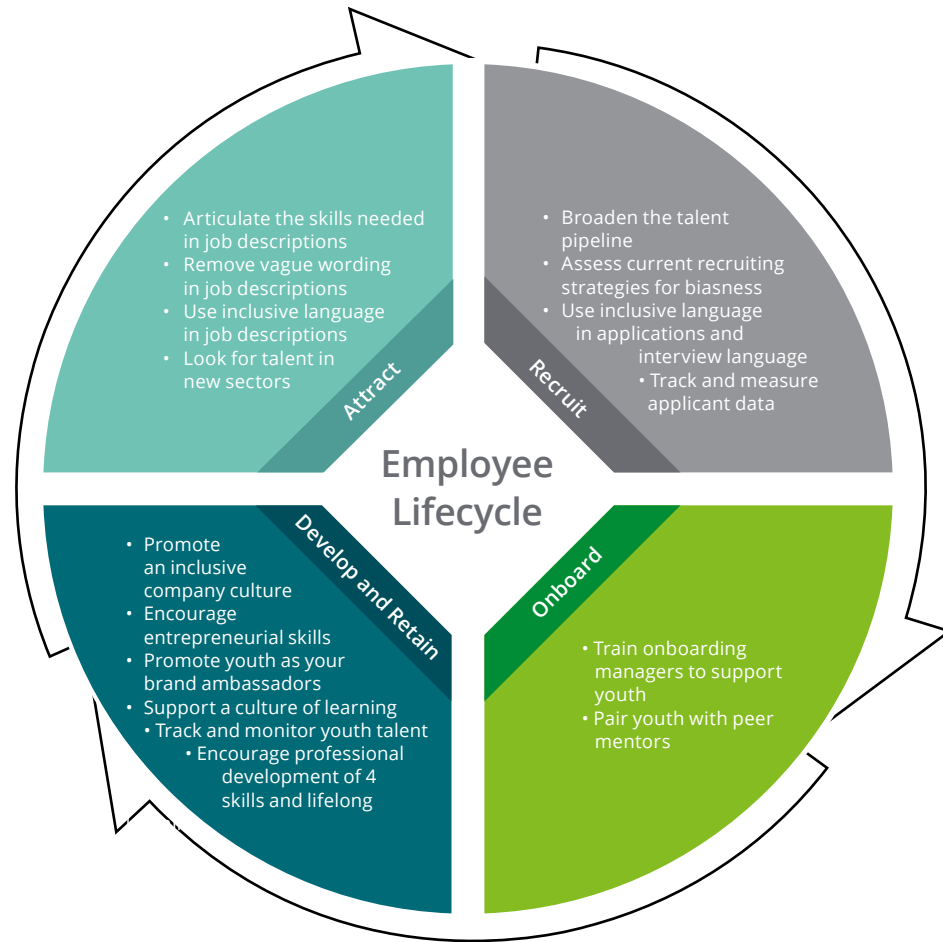 • Articulate the skills needed
in job descriptions
• Remove vague wording
in job descriptions
• Use inclusive language
in job descriptions
• Look for talent in
new sectors
Attract
• Broaden the talent
pipeline
• Assess current recruiting
strategies for biasness
• Use inclusive language
in applications and
interview language
• Track and measure
applicant data
Recruit
Employee
Lifecycle
• Promote
an inclusive
company culture
• Encourage
entrepreneurial skills
• Promote youth as your
brand ambassadors
• Support a culture of learning
• Track and monitor youth talent
• Encourage professional
development of 4
skills and lifelong
Develop and Retain
Onboard
• Train onboarding
managers to support
youth
• Pair youth with peer
mentors